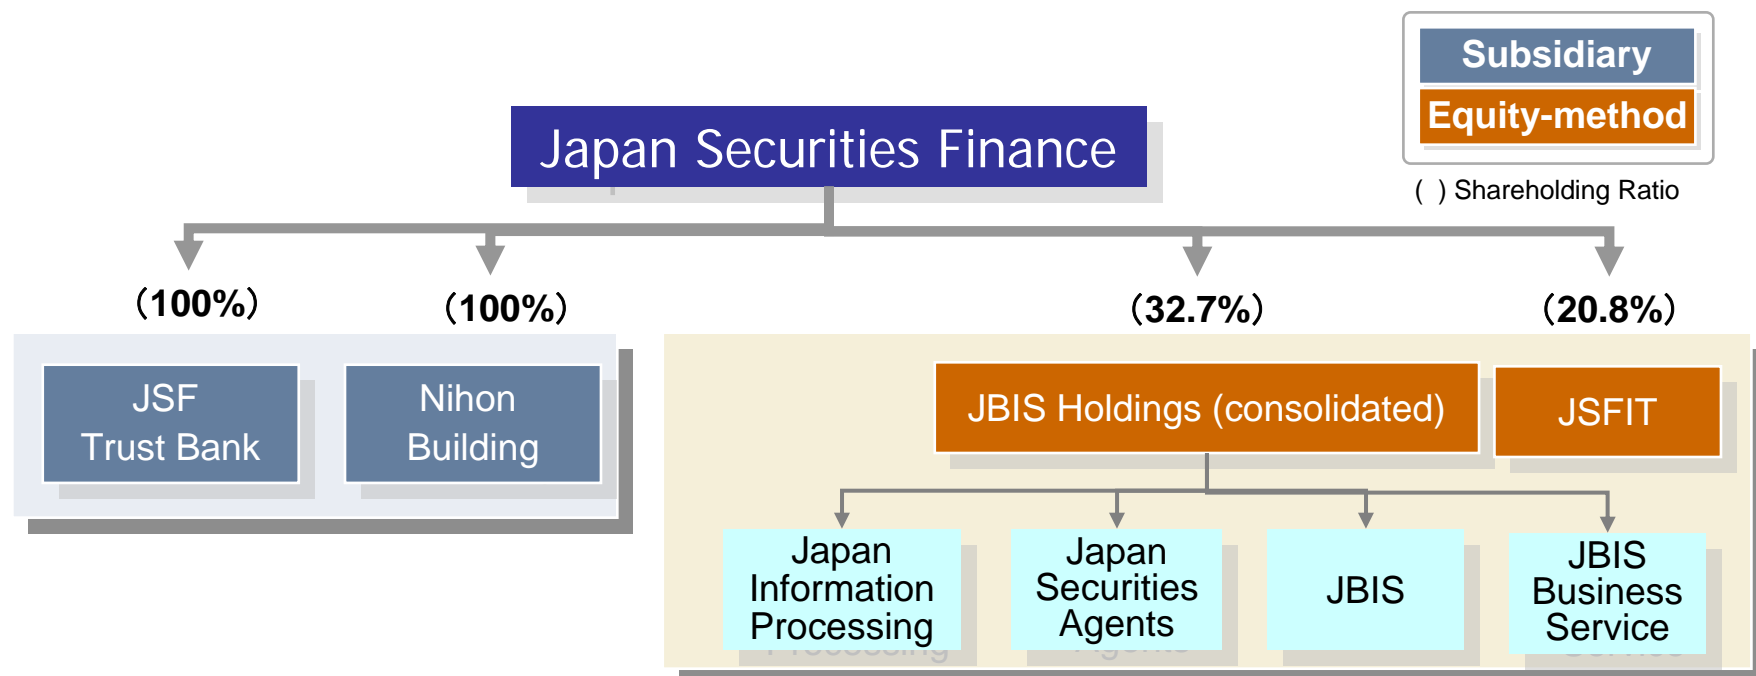 Subsidiary
Equity-method
( ) Shareholding Ratio
Japan Securities Finance
（100%）
（100%）
（32.7%）
（20.8%）
JSF
Trust Bank
Nihon
Building
JBIS Holdings (consolidated)
JSFIT
Japan
Information
Processing
Japan
Securities
Agents
JBIS
JBIS
Business
Service